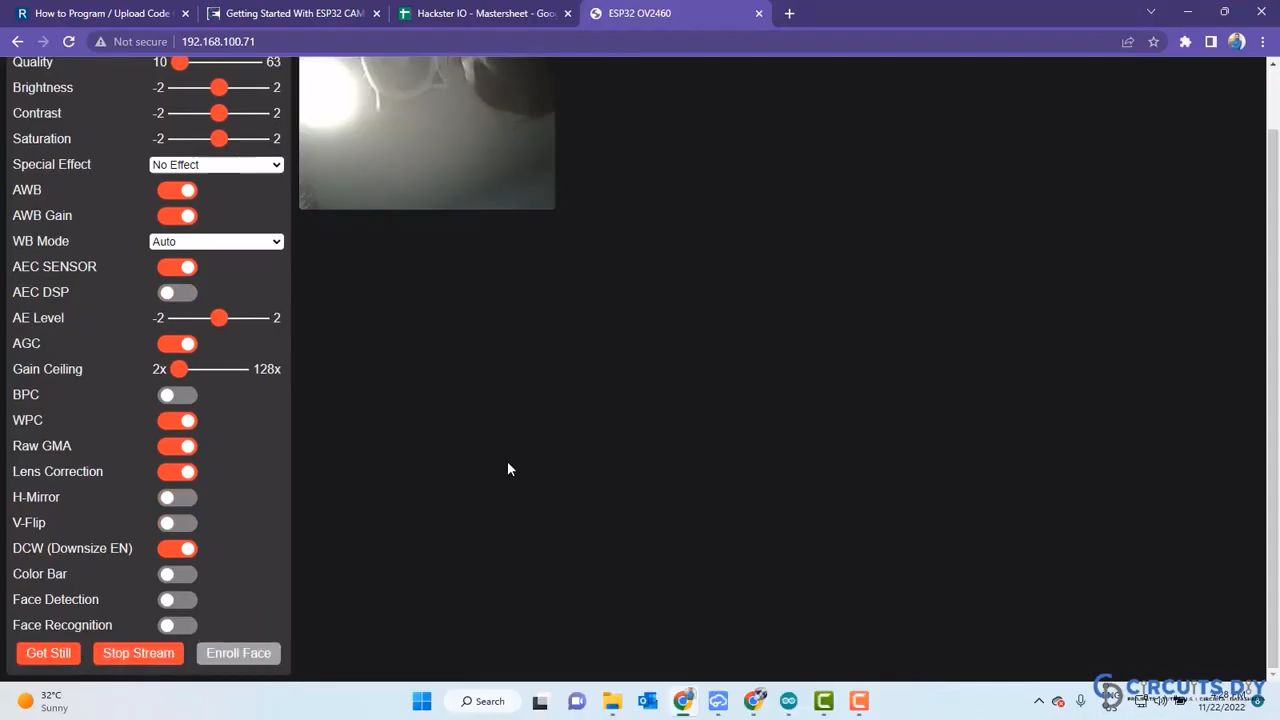 How to Program / Upload Code
Getting Started With ESP32 CAM
Hackster IO - Mastersheet - Goo
ESP32 OV2460
Not secure
192.168.100.71
Quality 10 63
Brightness -2 2
Contrast -2 2
Saturation -2 2
Special Effect No Effect
AWB
AWB Gain
WB Mode Auto
AEC SENSOR
AEC DSP
AE Level -2 2
AGC
Gain Ceiling 2x 128x
BPC
WPC
Raw GMA
Lens Correction
H-Mirror
V-Flip
DCW (Downsize EN)
Color Bar
Face Detection
Face Recognition
Get Still Stop Stream Enroll Face
32°C
Sunny
Search
CIRCUITS DIY
11/22/2022